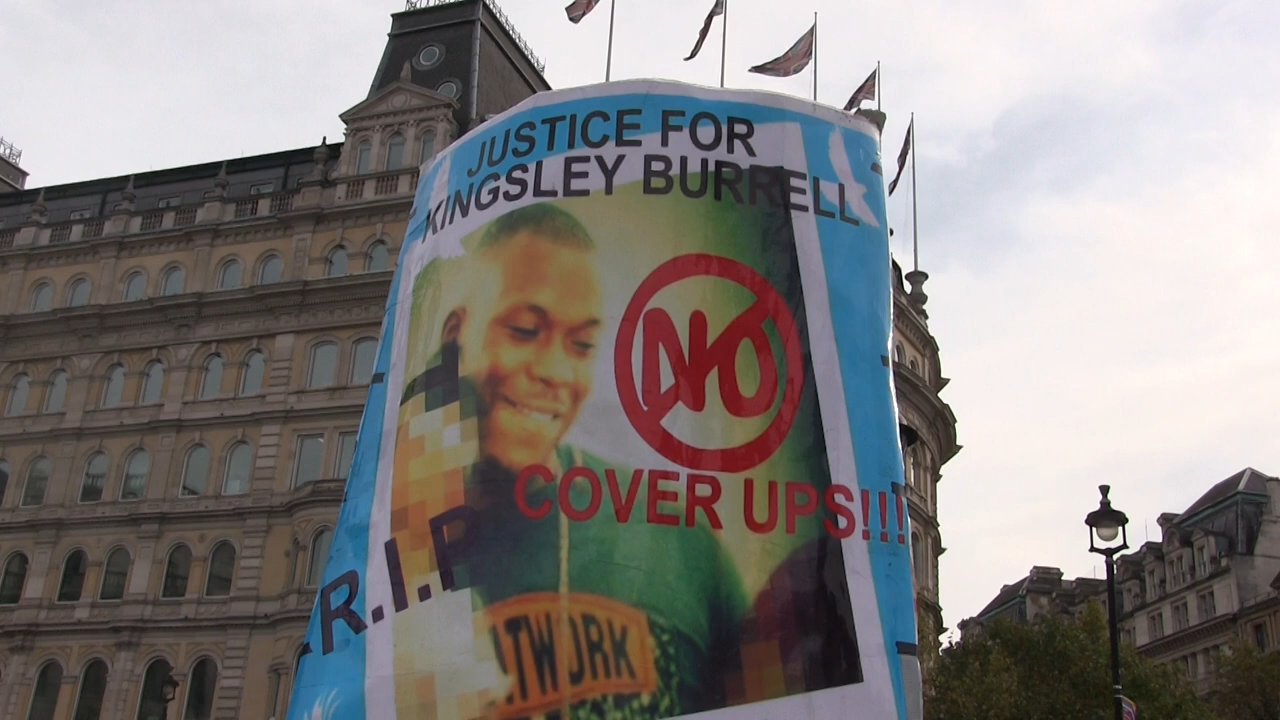 JUSTICE FOR
KINGSLEY BURRELL
NO
COVER UPS!!!
R.I.P
TWORK